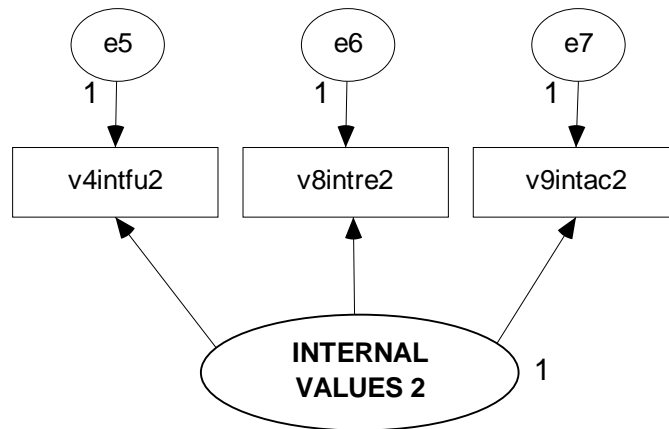 e5 e6 e7
1 1 1
v4intfu2 v8intre2 v9intac2
INTERNAL
VALUES 2 1